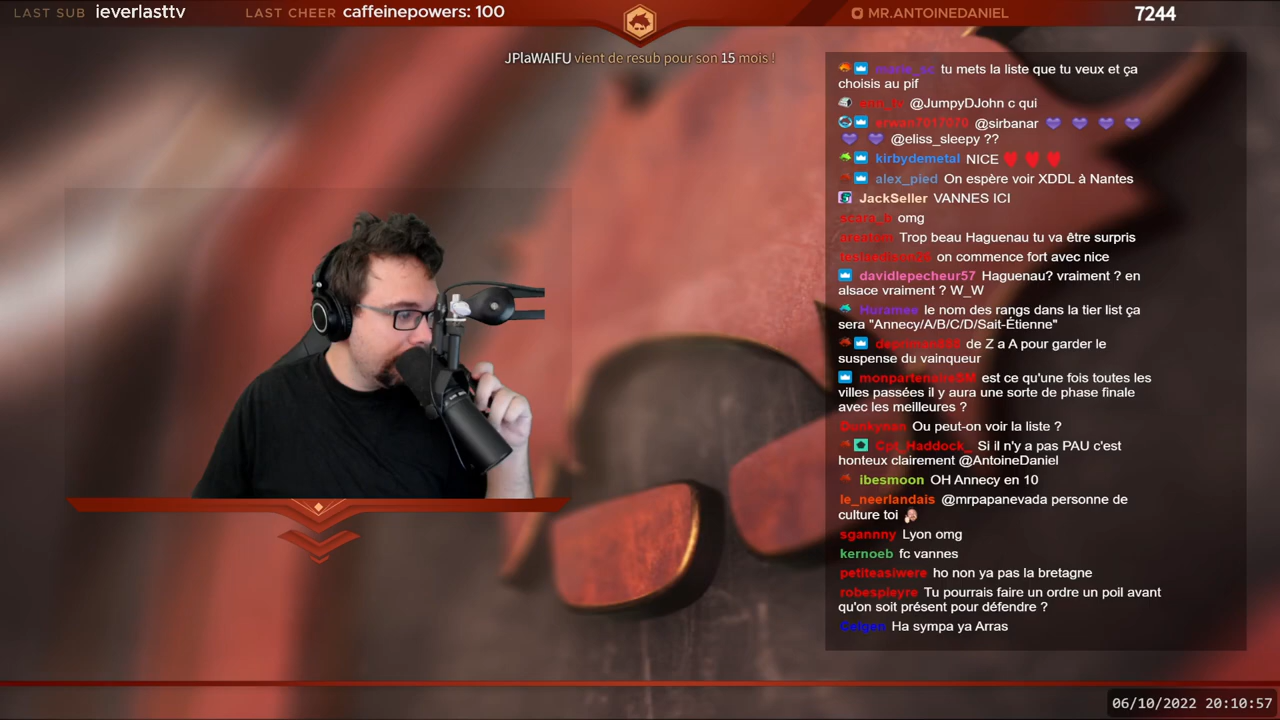 LAST SUB ieverlasttv LAST CHEER caffeinepowers: 100 MR.ANTOINEDANIEL 7244
JPlaWAIFU vient de resub pour son 15 mois !
tu mets la liste que tu veux et ça
choisis au pif
@JumpyDJohn c qui
erwan7017070 @sirbanar
@eliss_sleepy ??
kirbydemetal NICE
alex_pied On espère voir XDDL à Nantes
JackSeller VANNES ICI
scara_b omg
Trop beau Haguenau tu va être surpris
on commence fort avec nice
davidlepecheur57 Haguenau? vraiment ? en
alsace vraiment ? W_W
Huramee le nom des rangs dans la tier list ça
sera "Annecy/A/B/C/D/Sait-Étienne"
de Z a A pour garder le
suspense du vainqueur
monpartenaireSM est ce qu'une fois toutes les
villes passées il y aura une sorte de phase finale
avec les meilleures ?
Dunkynan Ou peut-on voir la liste ?
Cpt_Haddock_ Si il n'y a pas PAU c'est
honteux clairement @AntoineDaniel
ibesmoon OH Annecy en 10
le_neerlandais @mrpapanevada personne de
culture toi
sgannny Lyon omg
kernoeb fc vannes
petiteasiwere ho non ya pas la bretagne
robespieyre Tu pourrais faire un ordre un poil avant
qu'on soit présent pour défendre ?
Ha sympa ya Arras
06/10/2022 20:10:57